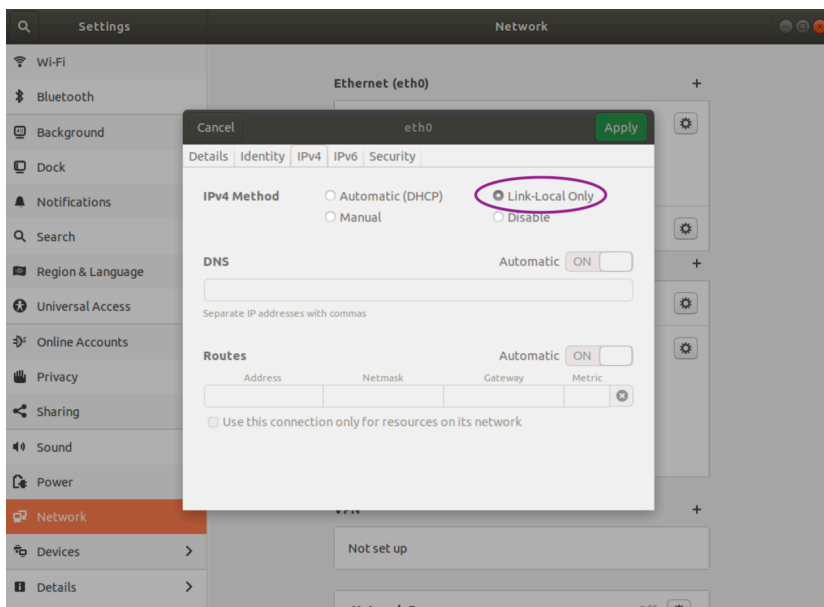 Settings
Network
Wi-Fi
Bluetooth
Background
Dock
Notifications
Search
Region & Language
Universal Access
Online Accounts
Privacy
Sharing
Sound
Power
Network
Devices
Details
Ethernet (eth0)
Cancel
eth0
Apply
Details Identity IPv4 IPv6 Security
IPv4 Method
Automatic (DHCP)
Link-Local Only
Manual
Disable
DNS
Automatic ON
Separate IP addresses with commas
Routes
Automatic ON
Address Netmask Gateway Metric
Use this connection only for resources on its network
VPN
Not set up